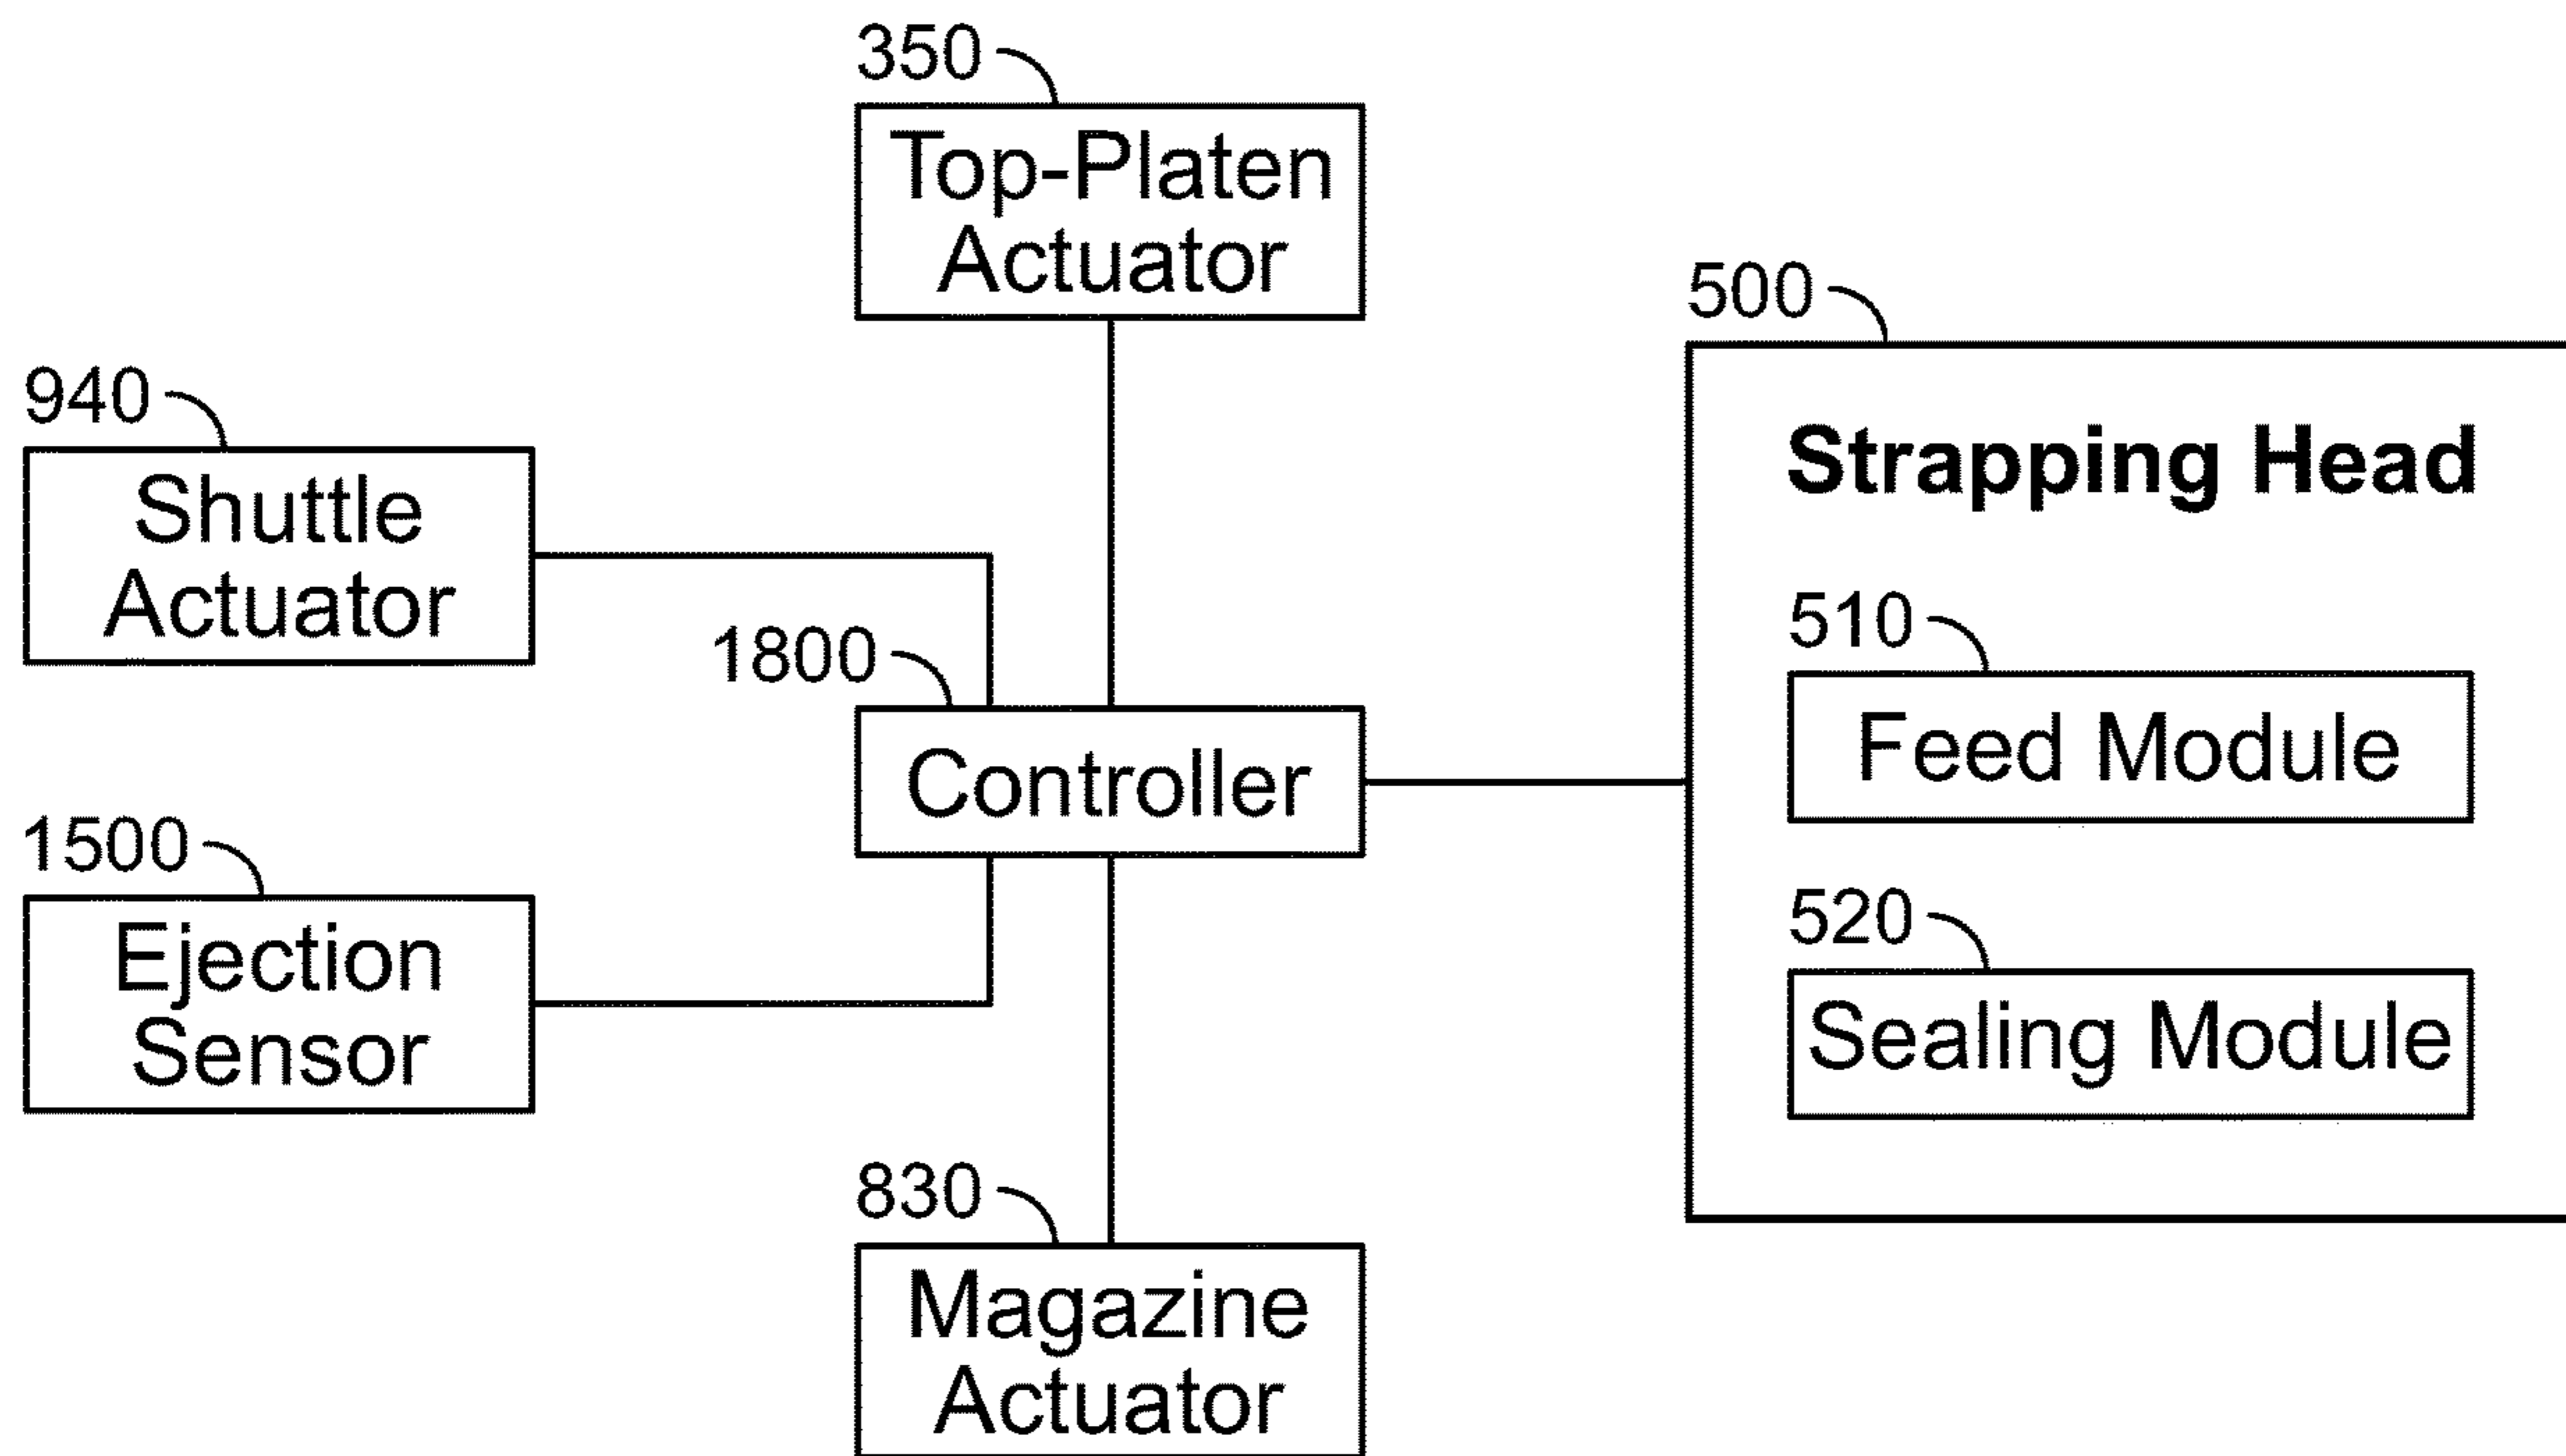 350
Top-Platen
Actuator
500
Strapping Head
940
Shuttle
Actuator
510
Feed Module
1800
Controller
1500
Ejection
Sensor
520
Sealing Module
830
Magazine
Actuator